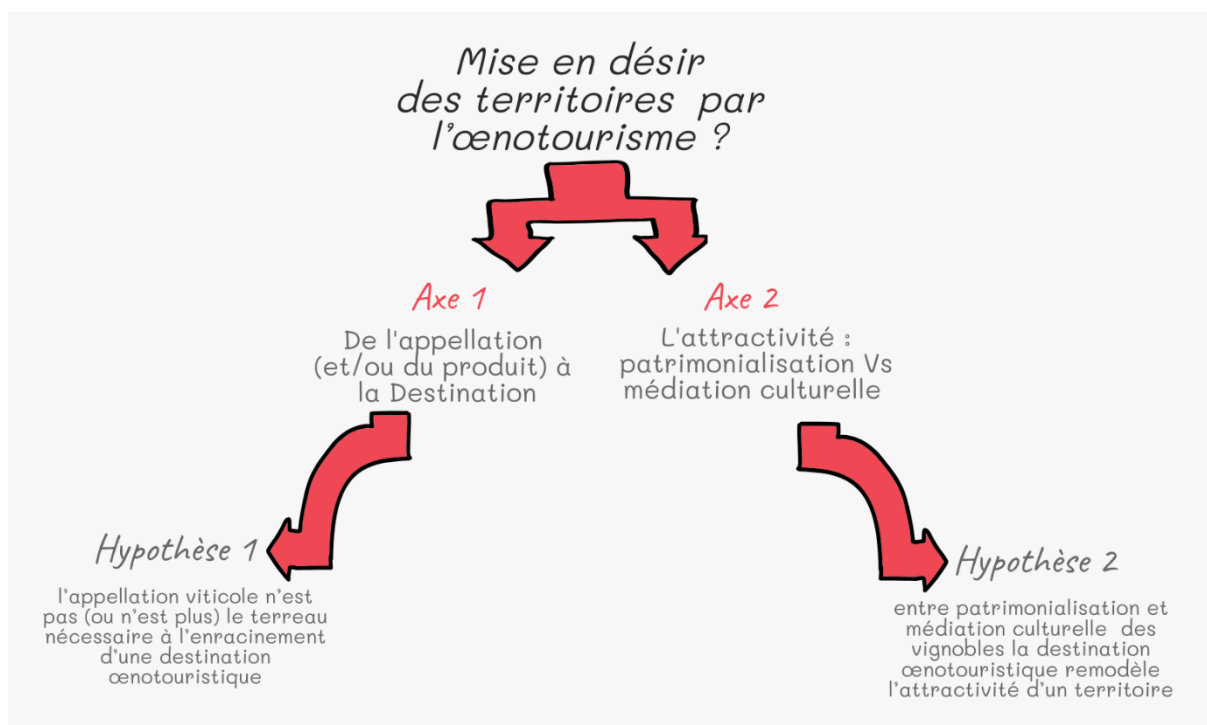 Mise en désir
des territoires par
l'œnotourisme ?
Axe 1
De l'appellation
(et/ou du produit) à
la Destination
Axe 2
L'attractivité :
patrimonialisation Vs
médiation culturelle
Hypothèse 1
l'appellation viticole n'est
pas (ou n'est plus) le terreau
nécessaire à l'enracinement
d'une destination
œnotouristique
Hypothèse 2
entre patrimonialisation et
médiation culturelle des
vignobles la destination
œnotouristique remodèle
l'attractivité d'un territoire